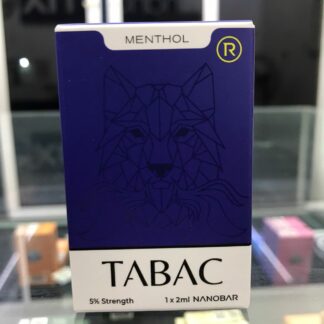 MENTHOL
R
TABAC
5% Strength 1 x 2ml NANOBAR